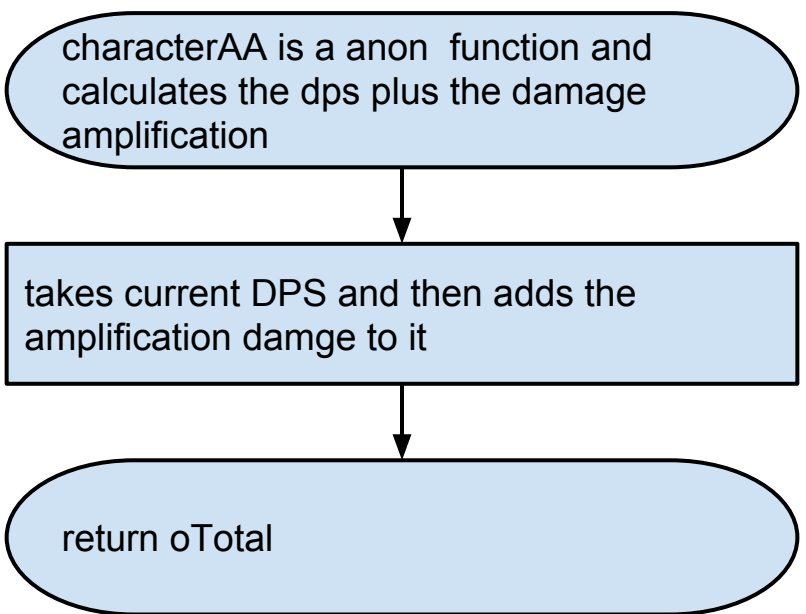 characterAA is a anon  function and
calculates the dps plus the damage
amplification
takes current DPS and then adds the
amplification damge to it
return oTotal